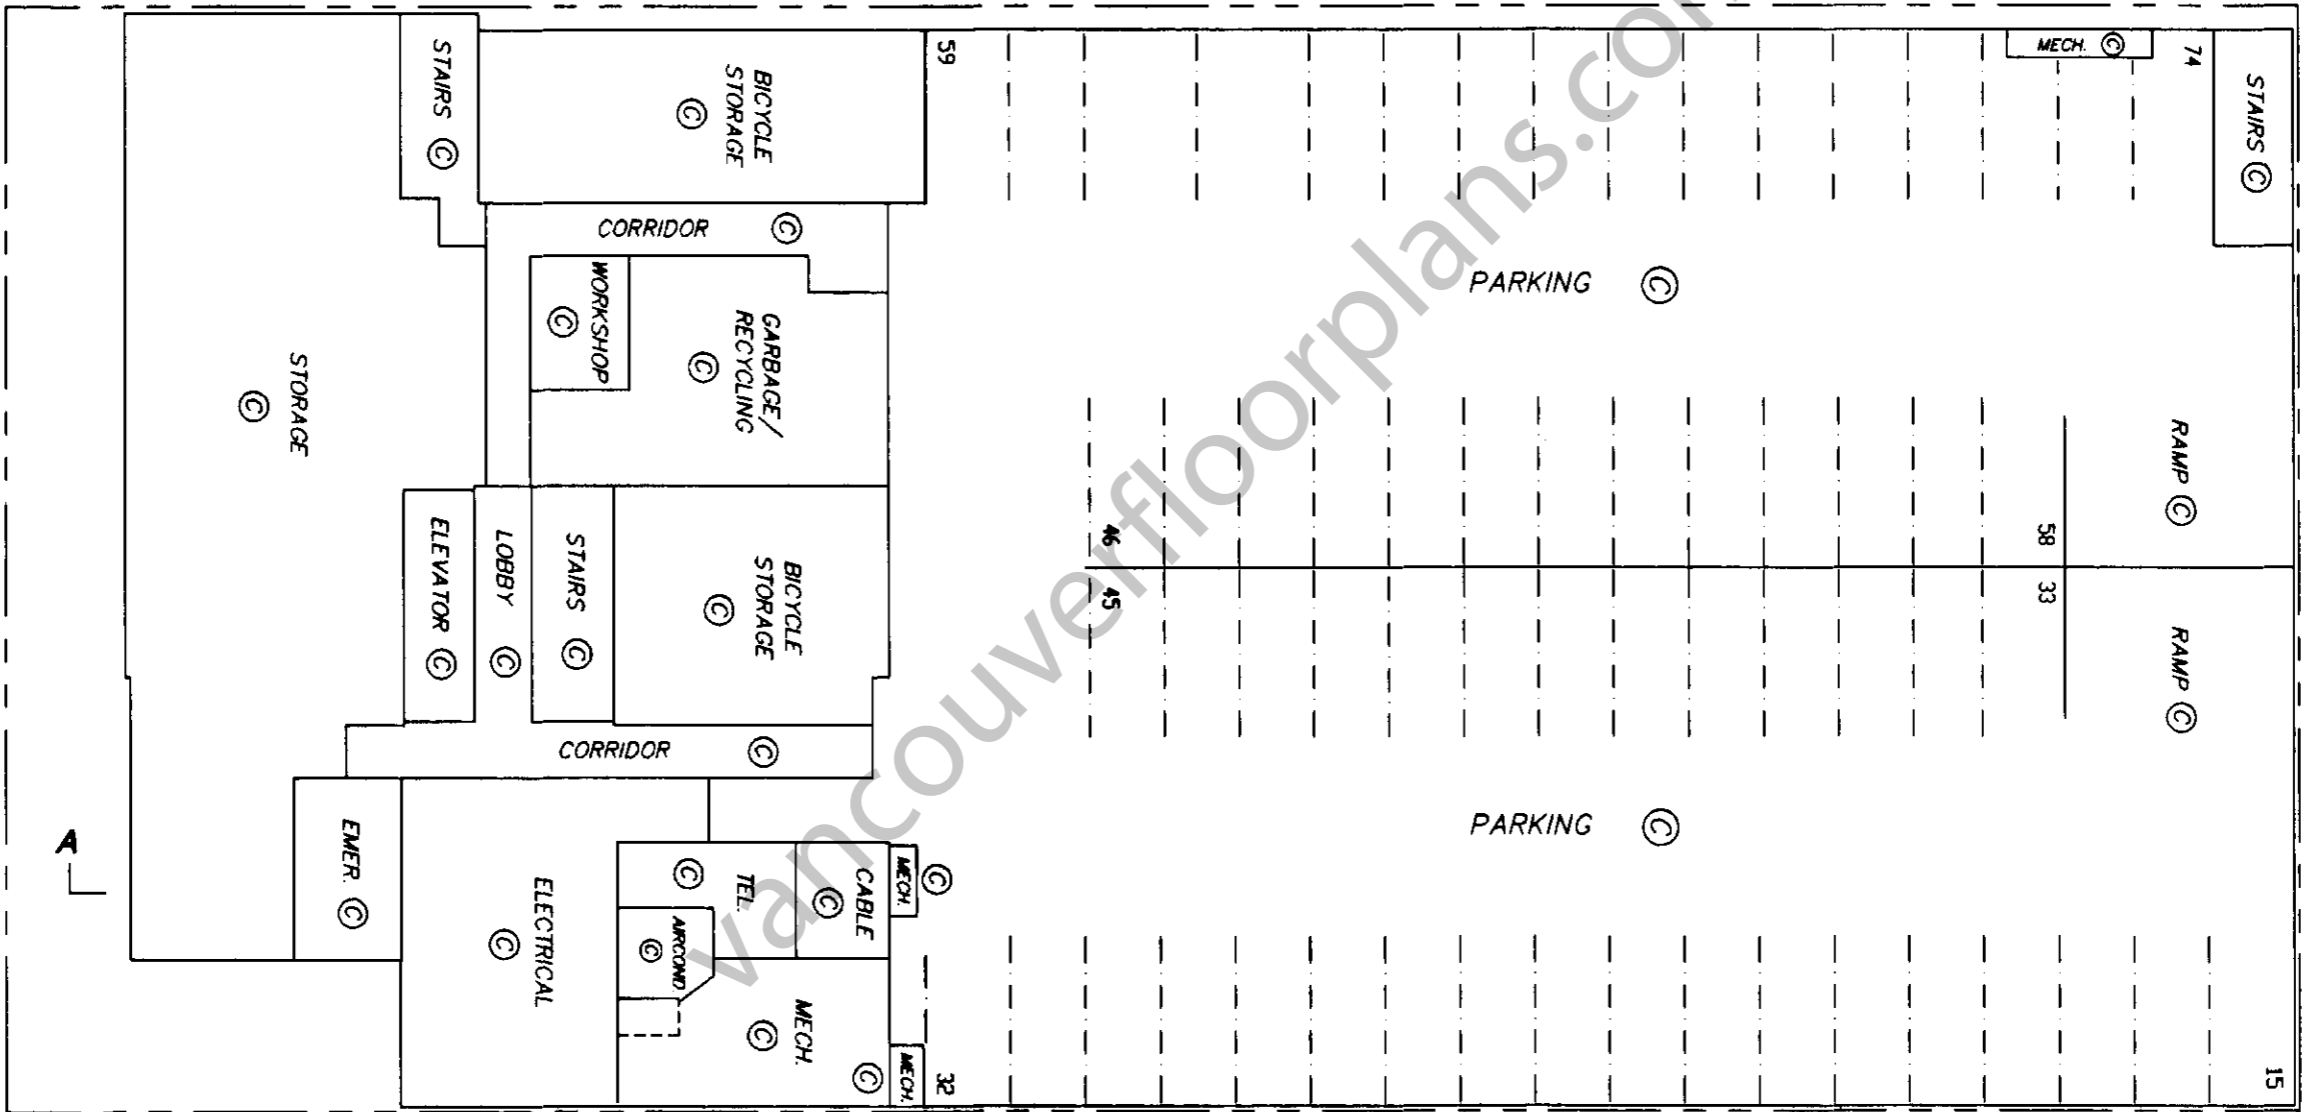 STAIRS ©
BICYCLE
STORAGE
©
59
MECH. ©
74
STAIRS ©
CORRIDOR ©
WORKSHOP
©
GARBAGE/
RECYCLING
©
PARKING ©
STORAGE
©
RAMP ©
46
58
ELEVATOR ©
LOBBY ©
STAIRS ©
BICYCLE
STORAGE
©
45
33
RAMP ©
CORRIDOR ©
PARKING ©
A
EMER. ©
ELECTRICAL
©
TEL.
©
CABLE
©
MECH.
©
AIRCOND
©
MECH.
©
MECH.
©
32
15
vancouverfloorplans.co